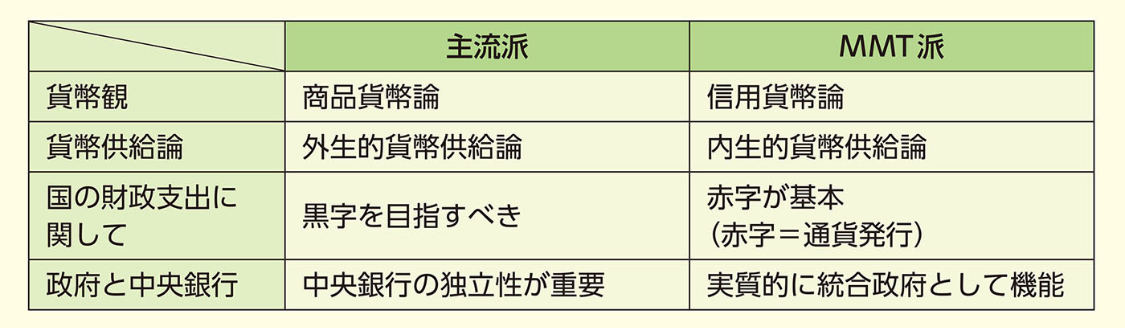 主流派
MMT派
貨幣観
商品貨幣論
信用貨幣論
貨幣供給論
外生的貨幣供給論
内生的貨幣供給論
国の財政支出に
関して
黒字を目指すべき
赤字が基本
（赤字＝通貨発行）
政府と中央銀行
中央銀行の独立性が重要
実質的に統合政府として機能